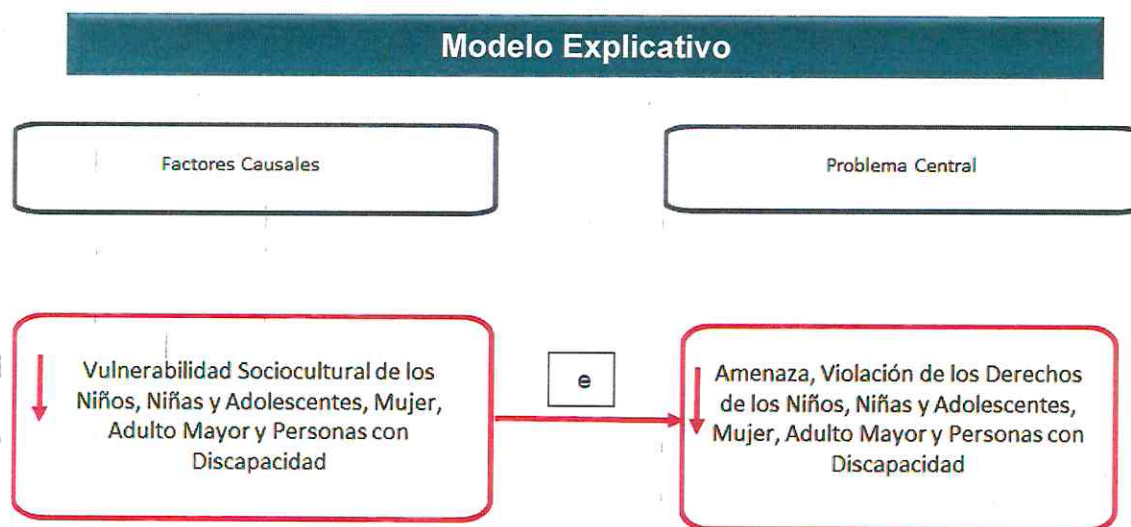 Modelo Explicativo
Factores Causales
Problema Central
Vulnerabilidad Sociocultural de los
Niños, Niñas y Adolescentes, Mujer,
Adulto Mayor y Personas con
Discapacidad
e
Amenaza, Violación de los Derechos
de los Niños, Niñas y Adolescentes,
Mujer, Adulto Mayor y Personas con
Discapacidad